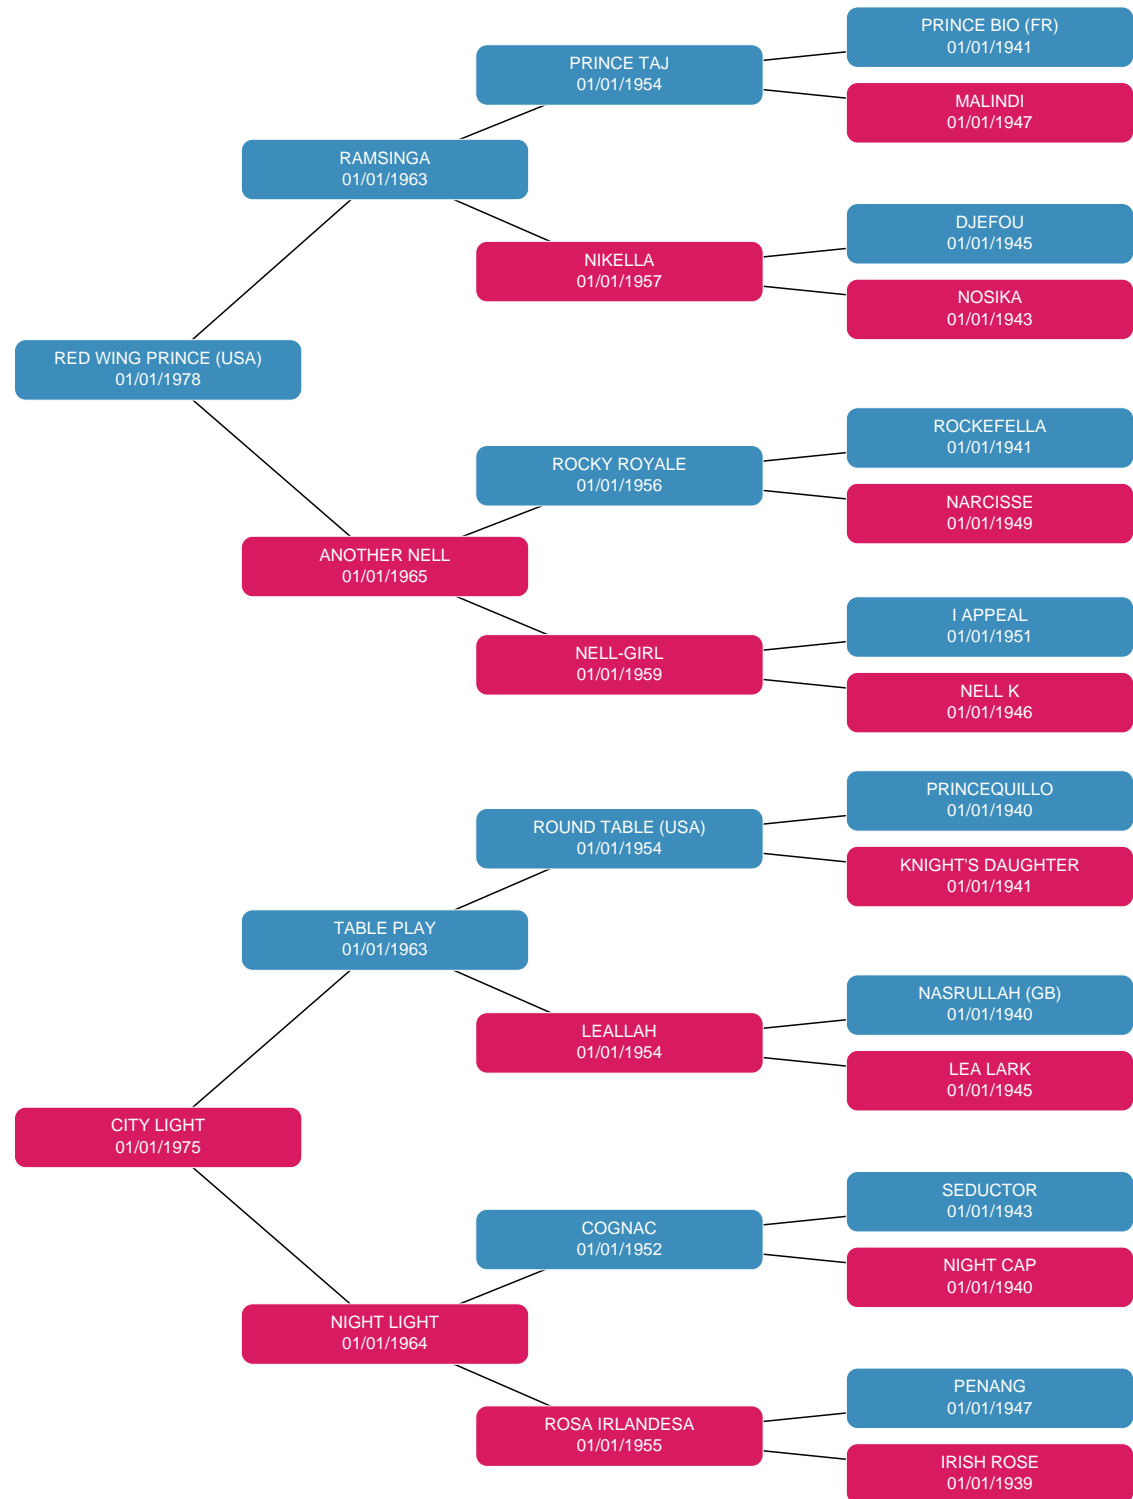 PRINCE BIO (FR)
01/01/1941
PRINCE TAJ
01/01/1954
MALINDI
01/01/1947
RAMSINGA
01/01/1963
DJEFOU
01/01/1945
NIKELLA
01/01/1957
NOSIKA
01/01/1943
RED WING PRINCE (USA)
01/01/1978
ROCKEFELLA
01/01/1941
ROCKY ROYALE
01/01/1956
NARCISSE
01/01/1949
ANOTHER NELL
01/01/1965
I APPEAL
01/01/1951
NELL-GIRL
01/01/1959
NELL K
01/01/1946
PRINCEQUILLO
01/01/1940
ROUND TABLE (USA)
01/01/1954
KNIGHT'S DAUGHTER
01/01/1941
TABLE PLAY
01/01/1963
NASRULLAH (GB)
01/01/1940
LEALLAH
01/01/1954
LEA LARK
01/01/1945
CITY LIGHT
01/01/1975
SEDUCTOR
01/01/1943
COGNAC
01/01/1952
NIGHT CAP
01/01/1940
NIGHT LIGHT
01/01/1964
PENANG
01/01/1947
ROSA IRLANDESA
01/01/1955
IRISH ROSE
01/01/1939